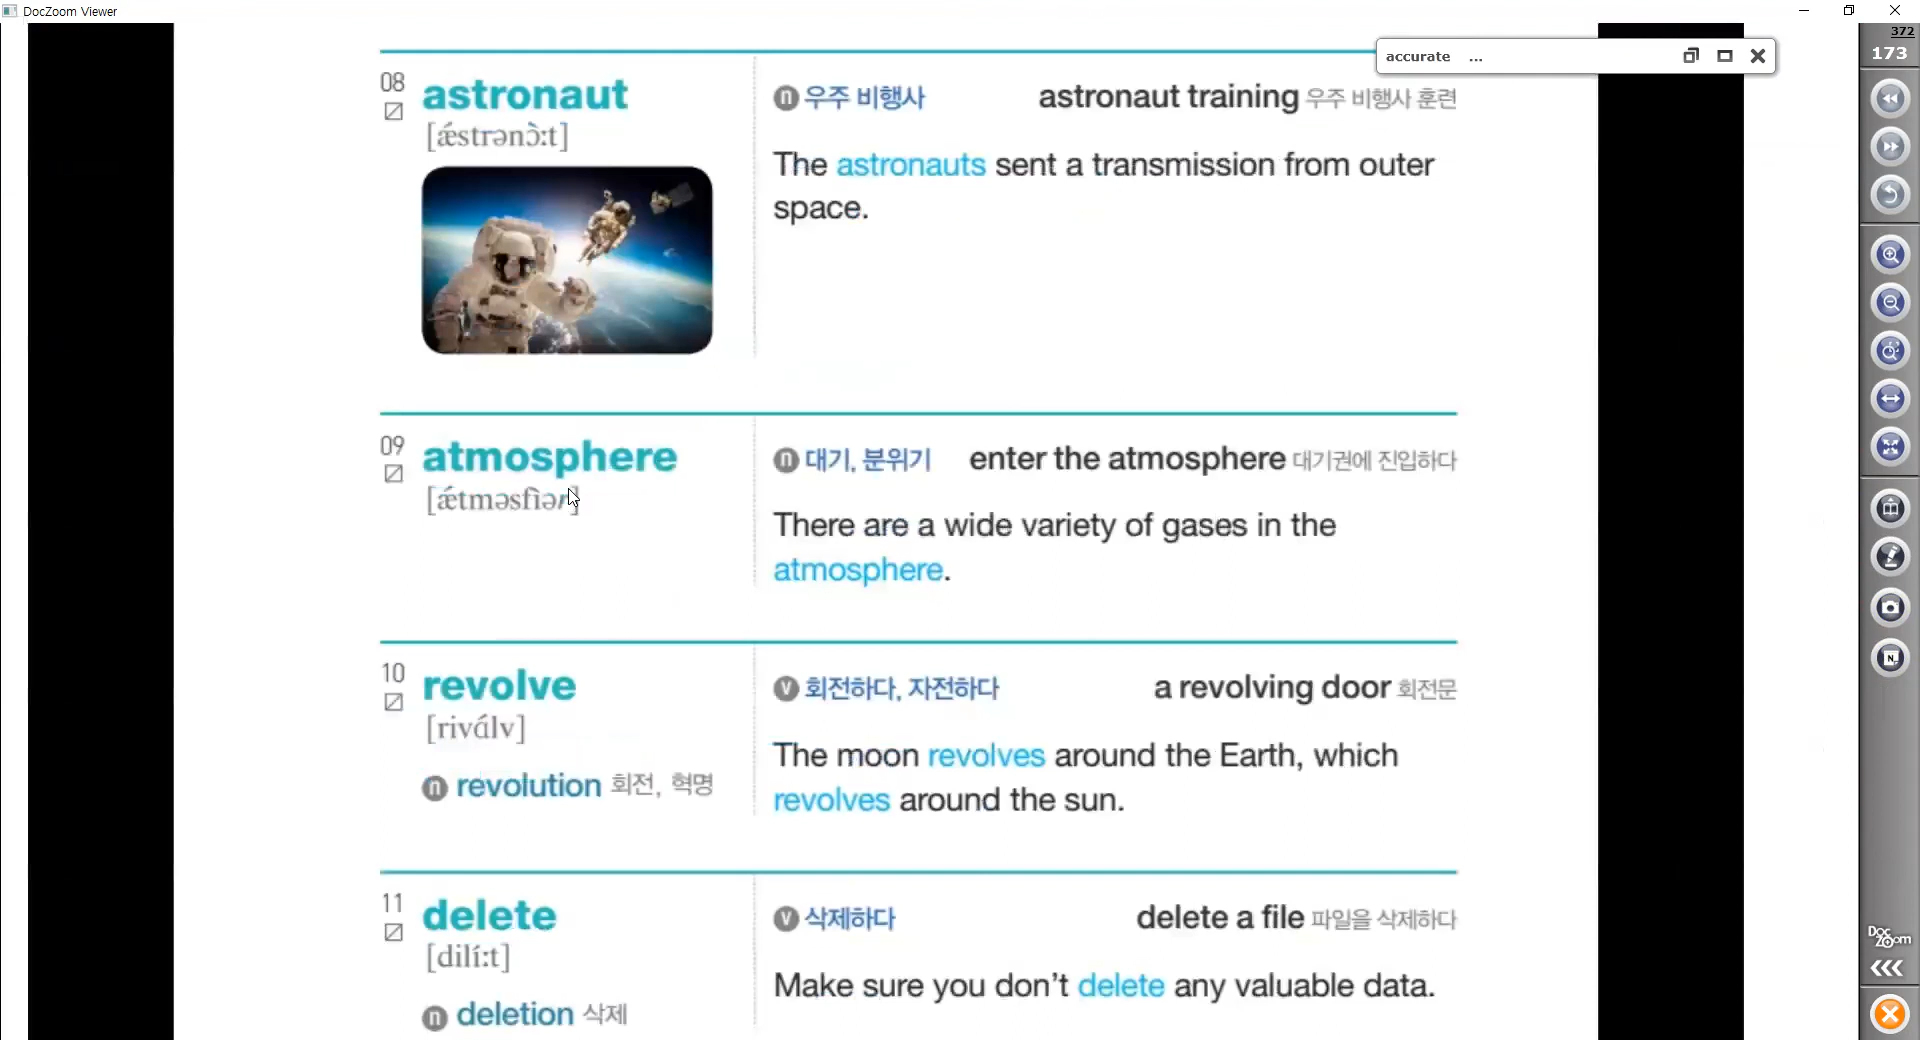 DocZoom Viewer
372
173
accurate ...
08 astronaut
[ǽstrənɔ̀ːt]
n 우주 비행사 astronaut training 우주 비행사 훈련
The astronauts sent a transmission from outer
space.
09 atmosphere
[ǽtməsfìər]
n 대기, 분위기 enter the atmosphere 대기권에 진입하다
There are a wide variety of gases in the
atmosphere.
10 revolve
[rivάlv]
n revolution 회전, 혁명
v 회전하다, 자전하다 a revolving door 회전문
The moon revolves around the Earth, which
revolves around the sun.
11 delete
[dilíːt]
n deletion 삭제
v 삭제하다 delete a file 파일을 삭제하다
Make sure you don't delete any valuable data.
N
Doc
Zoom